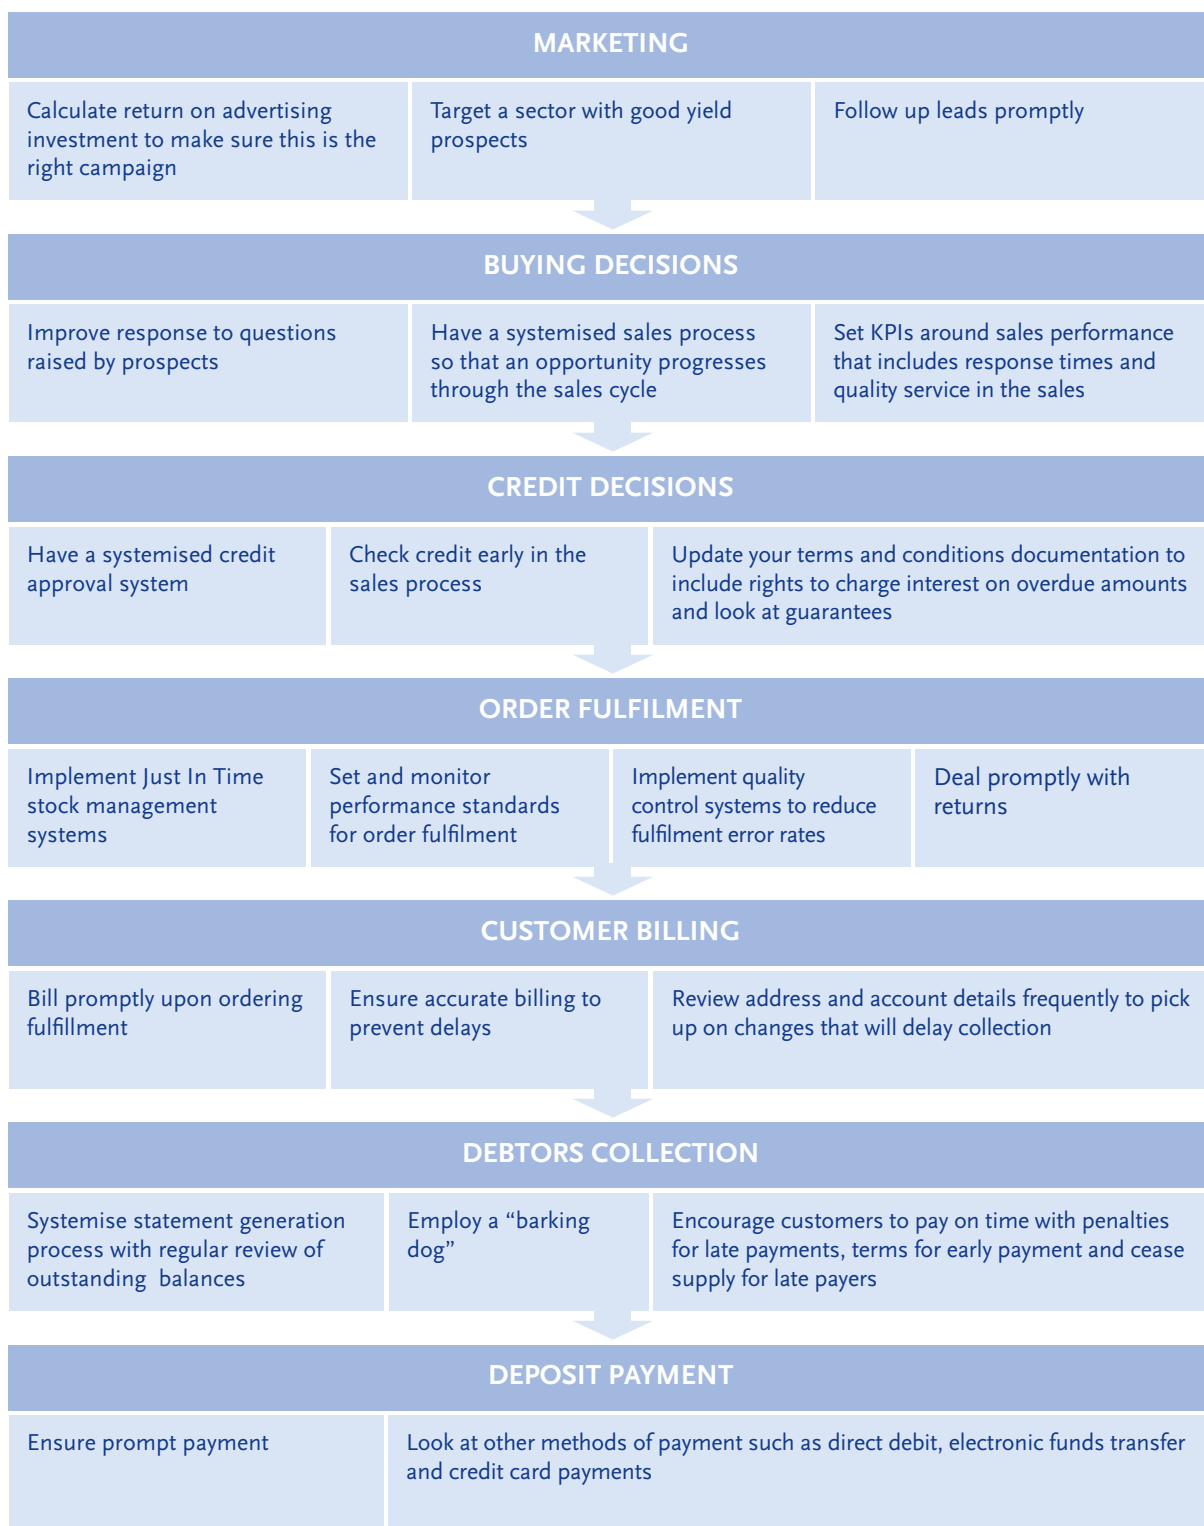 MARKETING
Calculate return on advertising
investment to make sure this is the
right campaign
Target a sector with good yield
prospects
Follow up leads promptly
BUYING DECISIONS
Improve response to questions
raised by prospects
Have a systemised sales process
so that an opportunity progresses
through the sales cycle
Set KPIs around sales performance
that includes response times and
quality service in the sales
CREDIT DECISIONS
Have a systemised credit
approval system
Check credit early in the
sales process
Update your terms and conditions documentation to
include rights to charge interest on overdue amounts
and look at guarantees
ORDER FULFILMENT
Implement Just In Time
stock management
systems
Set and monitor
performance standards
for order fulfilment
Implement quality
control systems to reduce
fulfilment error rates
Deal promptly with
returns
CUSTOMER BILLING
Bill promptly upon ordering
fulfillment
Ensure accurate billing to
prevent delays
Review address and account details frequently to pick
up on changes that will delay collection
DEBTORS COLLECTION
Systemise statement generation
process with regular review of
outstanding  balances
Employ a “barking
dog”
Encourage customers to pay on time with penalties
for late payments, terms for early payment and cease
supply for late payers
DEPOSIT PAYMENT
Ensure prompt payment
Look at other methods of payment such as direct debit, electronic funds transfer
and credit card payments